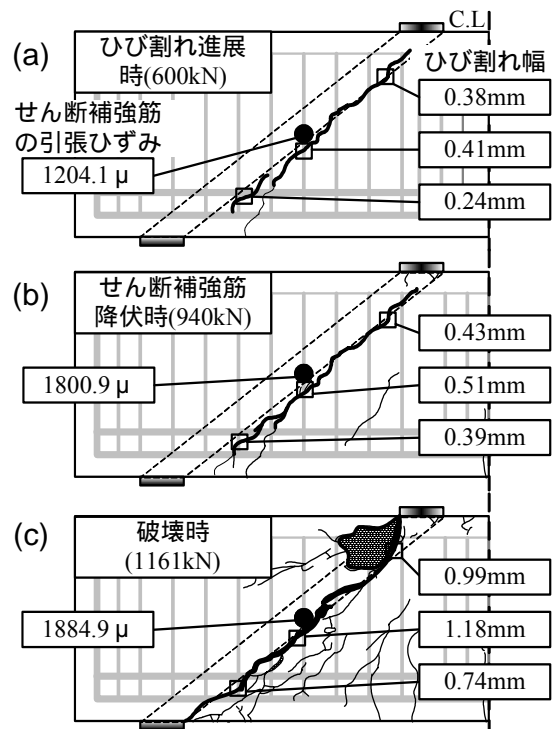 C.L
(a)
ひび割れ進展
時(600kN)
ひび割れ幅
0.38mm
せん断補強筋
の引張ひずみ
0.41mm
1204.1 μ
0.24mm
(b)
せん断補強筋
降伏時(940kN)
0.43mm
1800.9 μ
0.51mm
0.39mm
(c)
破壊時
(1161kN)
0.99mm
1884.9 μ
1.18mm
0.74mm